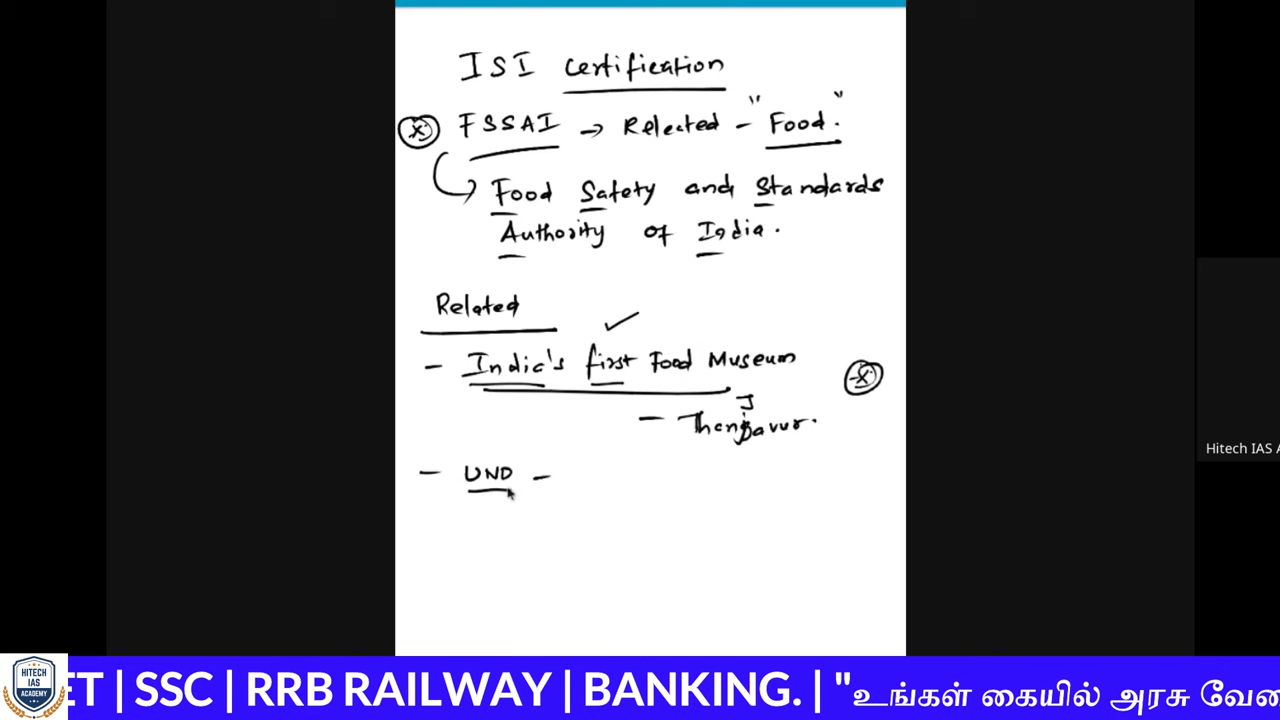 ISI Certification
FSSAI → Related - "Food."
Food Safety and Standards
Authority of India.
Related
- India's first Food Museum
- Thanjavur.
- UND -
Hitech IAS A
HITECH
IAS
ACADEMY
ET | SSC | RRB RAILWAY | BANKING. | "உங்கள் கையில் அரசு வேண